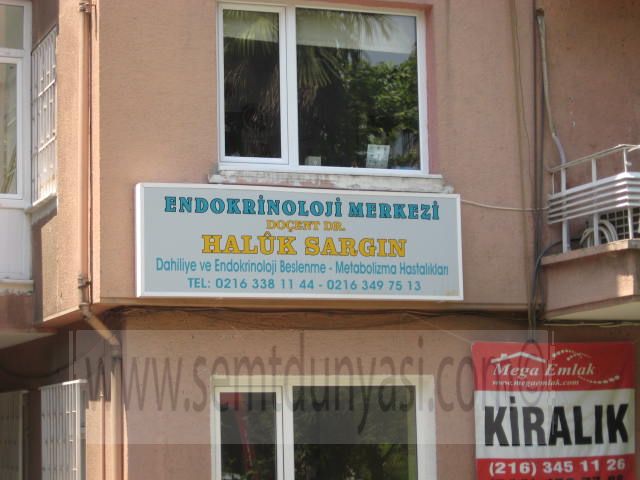 ENDOKRİNOLOJİ MERKEZİ
DOÇENT DR.
HALÛK SARGIN
Dahiliye ve Endokrinoloji Beslenme - Metabolizma Hastalıkları
TEL: 0216 338 11 44 - 0216 349 75 13
www.semtdunyasi.com©
Mega Emlak
www.megaemlak.com
KİRALIK
(216) 345 11 26